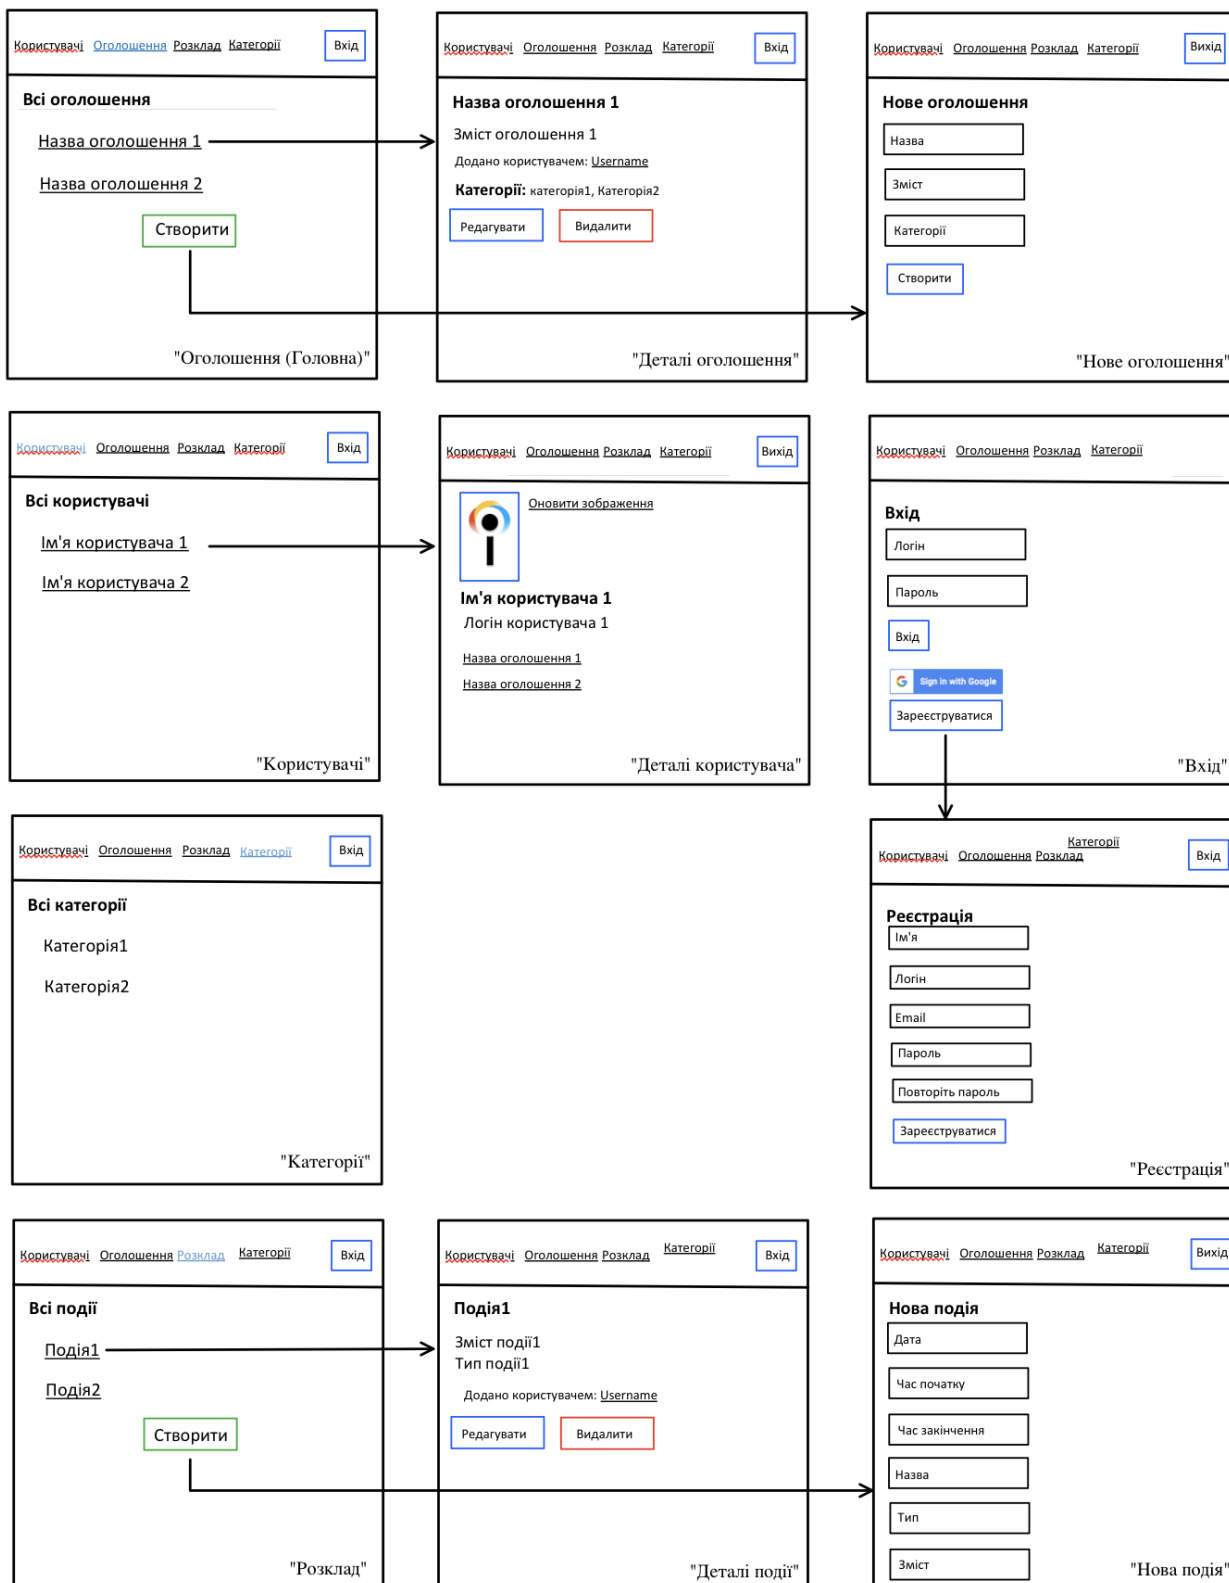 Користувачі Оголошення Розклад Категорії Вхід
Всі оголошення
Назва оголошення 1
Назва оголошення 2
Створити
"Оголошення (Головна)"
Користувачі Оголошення Розклад Категорії Вхід
Назва оголошення 1
Зміст оголошення 1
Додано користувачем: Username
Категорії: категорія1, Категорія2
Редагувати Видалити
"Деталі оголошення"
Користувачі Оголошення Розклад Категорії Вихід
Нове оголошення
Назва
Зміст
Категорії
Створити
"Нове оголошення"
Користувачі Оголошення Розклад Категорії Вхід
Всі користувачі
Ім'я користувача 1
Ім'я користувача 2
"Користувачі"
Користувачі Оголошення Розклад Категорії Вихід
Оновити зображення
Ім'я користувача 1
Логін користувача 1
Назва оголошення 1
Назва оголошення 2
"Деталі користувача"
Користувачі Оголошення Розклад Категорії
Вхід
Логін
Пароль
Вхід
Sign in with Google
Зареєструватися
"Вхід"
Користувачі Оголошення Розклад Категорії Вхід
Всі категорії
Категорія1
Категорія2
"Категорії"
Користувачі Оголошення Розклад Категорії Вхід
Реєстрація
Ім'я
Логін
Email
Пароль
Повторіть пароль
Зареєструватися
"Реєстрація"
Користувачі Оголошення Розклад Категорії Вхід
Всі події
Подія1
Подія2
Створити
"Розклад"
Користувачі Оголошення Розклад Категорії Вхід
Подія1
Зміст події1
Тип події1
Додано користувачем: Username
Редагувати Видалити
"Деталі події"
Користувачі Оголошення Розклад Категорії Вихід
Нова подія
Дата
Час початку
Час закінчення
Назва
Тип
Зміст
"Нова подія"